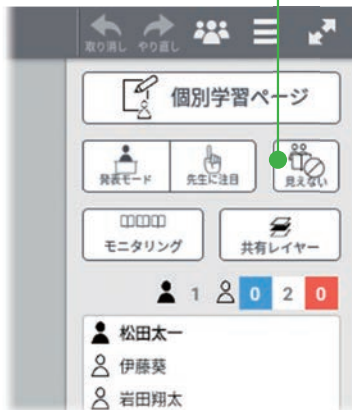 取り消し やり直し
個別学習ページ
発表モード 先生に注目 見えない
モニタリング 共有レイヤー
1 0 2 0
松田太一
伊藤葵
岩田翔太